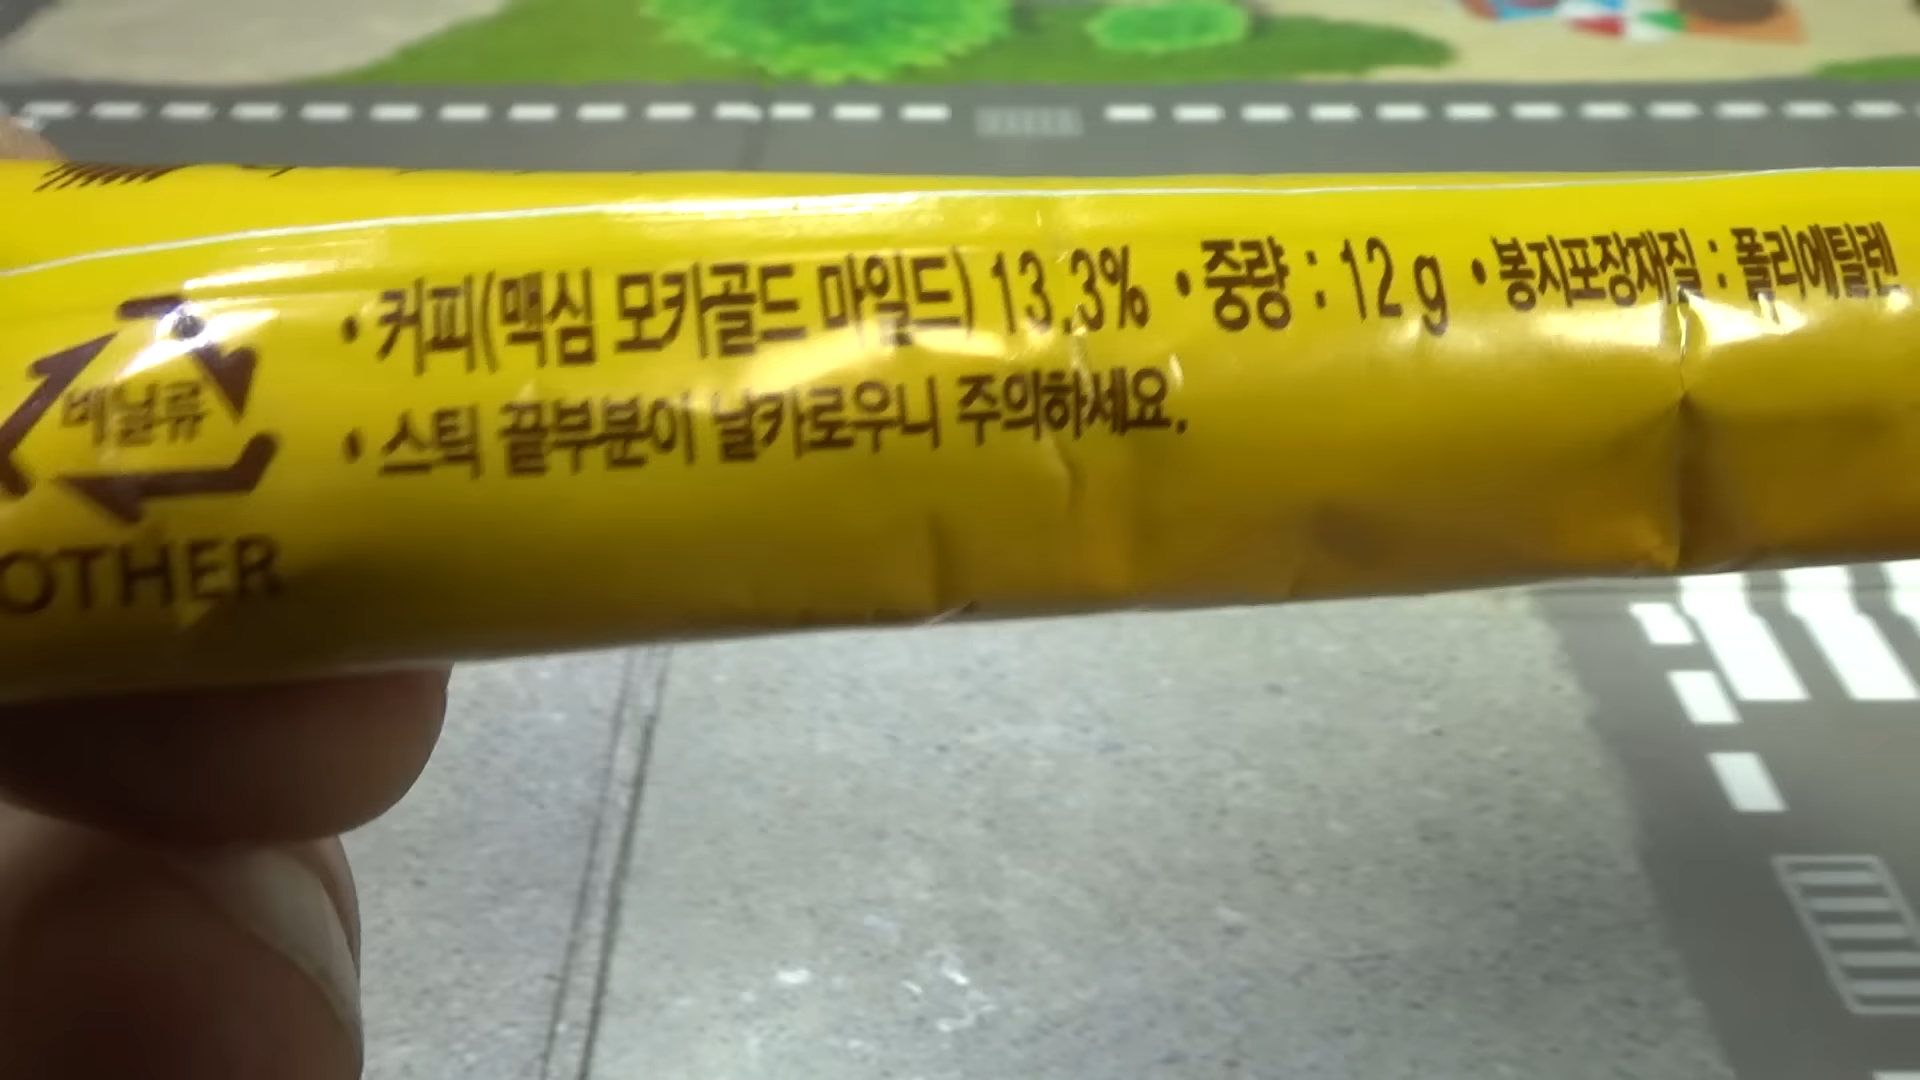 • 커피(맥심 모카골드 마일드) 13.3% • 중량 : 12 g • 봉지포장재질 : 폴리에틸렌
• 스틱 끝부분이 날카로우니 주의하세요.
비닐류
OTHER